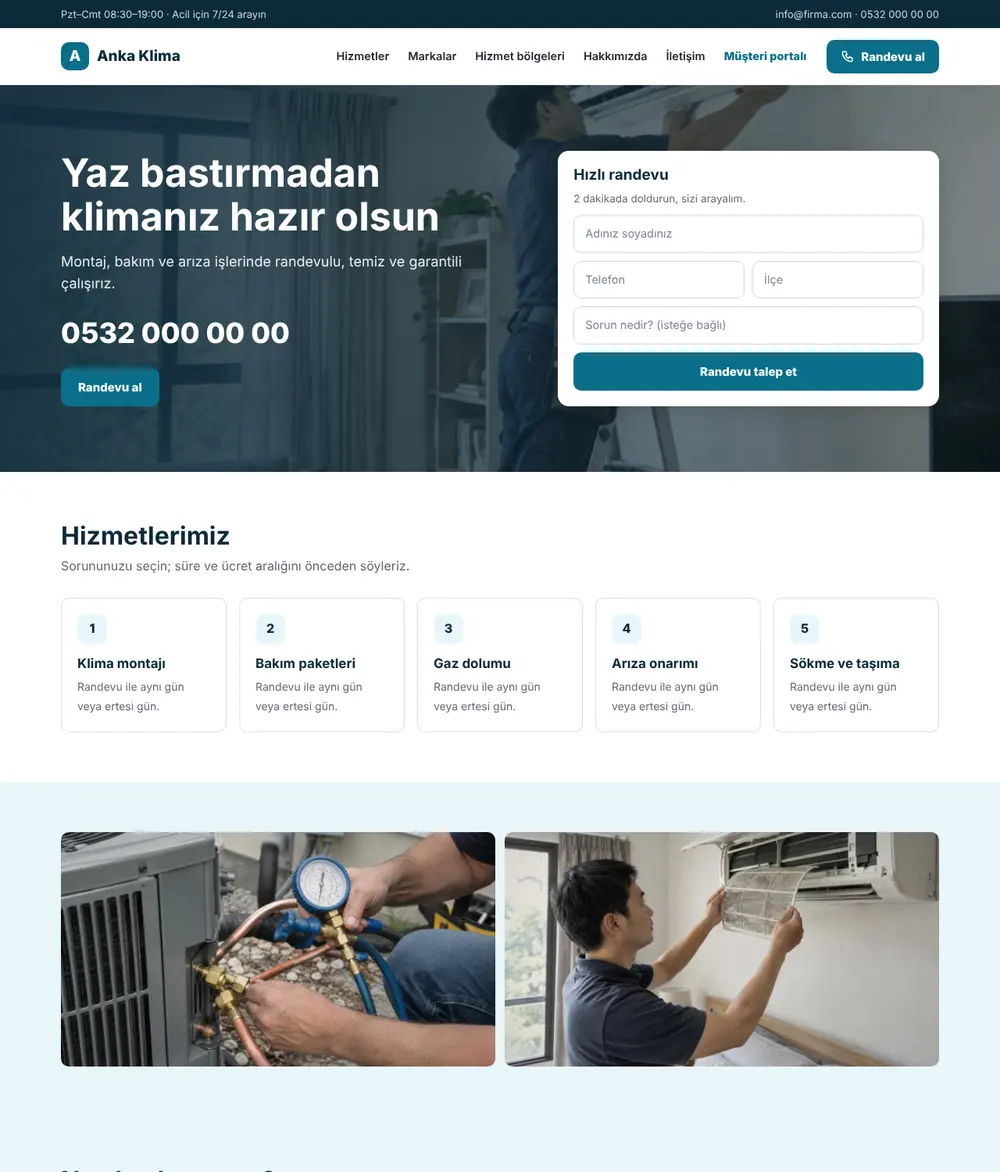 Pzt–Cmt 08:30–19:00 · Acil için 7/24 arayın
info@firma.com · 0532 000 00 00
A Anka Klima
Hizmetler Markalar Hizmet bölgeleri Hakkımızda İletişim Müşteri portalı Randevu al
Yaz bastırmadan
klimanız hazır olsun
Montaj, bakım ve arıza işlerinde randevulu, temiz ve garantili
çalışırız.
0532 000 00 00
Randevu al
Hızlı randevu
2 dakikada doldurun, sizi arayalım.
Adınız soyadınız
Telefon
İlçe
Sorun nedir? (isteğe bağlı)
Randevu talep et
Hizmetlerimiz
Sorununuzu seçin; süre ve ücret aralığını önceden söyleriz.
1
Klima montajı
Randevu ile aynı gün
veya ertesi gün.
2
Bakım paketleri
Randevu ile aynı gün
veya ertesi gün.
3
Gaz dolumu
Randevu ile aynı gün
veya ertesi gün.
4
Arıza onarımı
Randevu ile aynı gün
veya ertesi gün.
5
Sökme ve taşıma
Randevu ile aynı gün
veya ertesi gün.